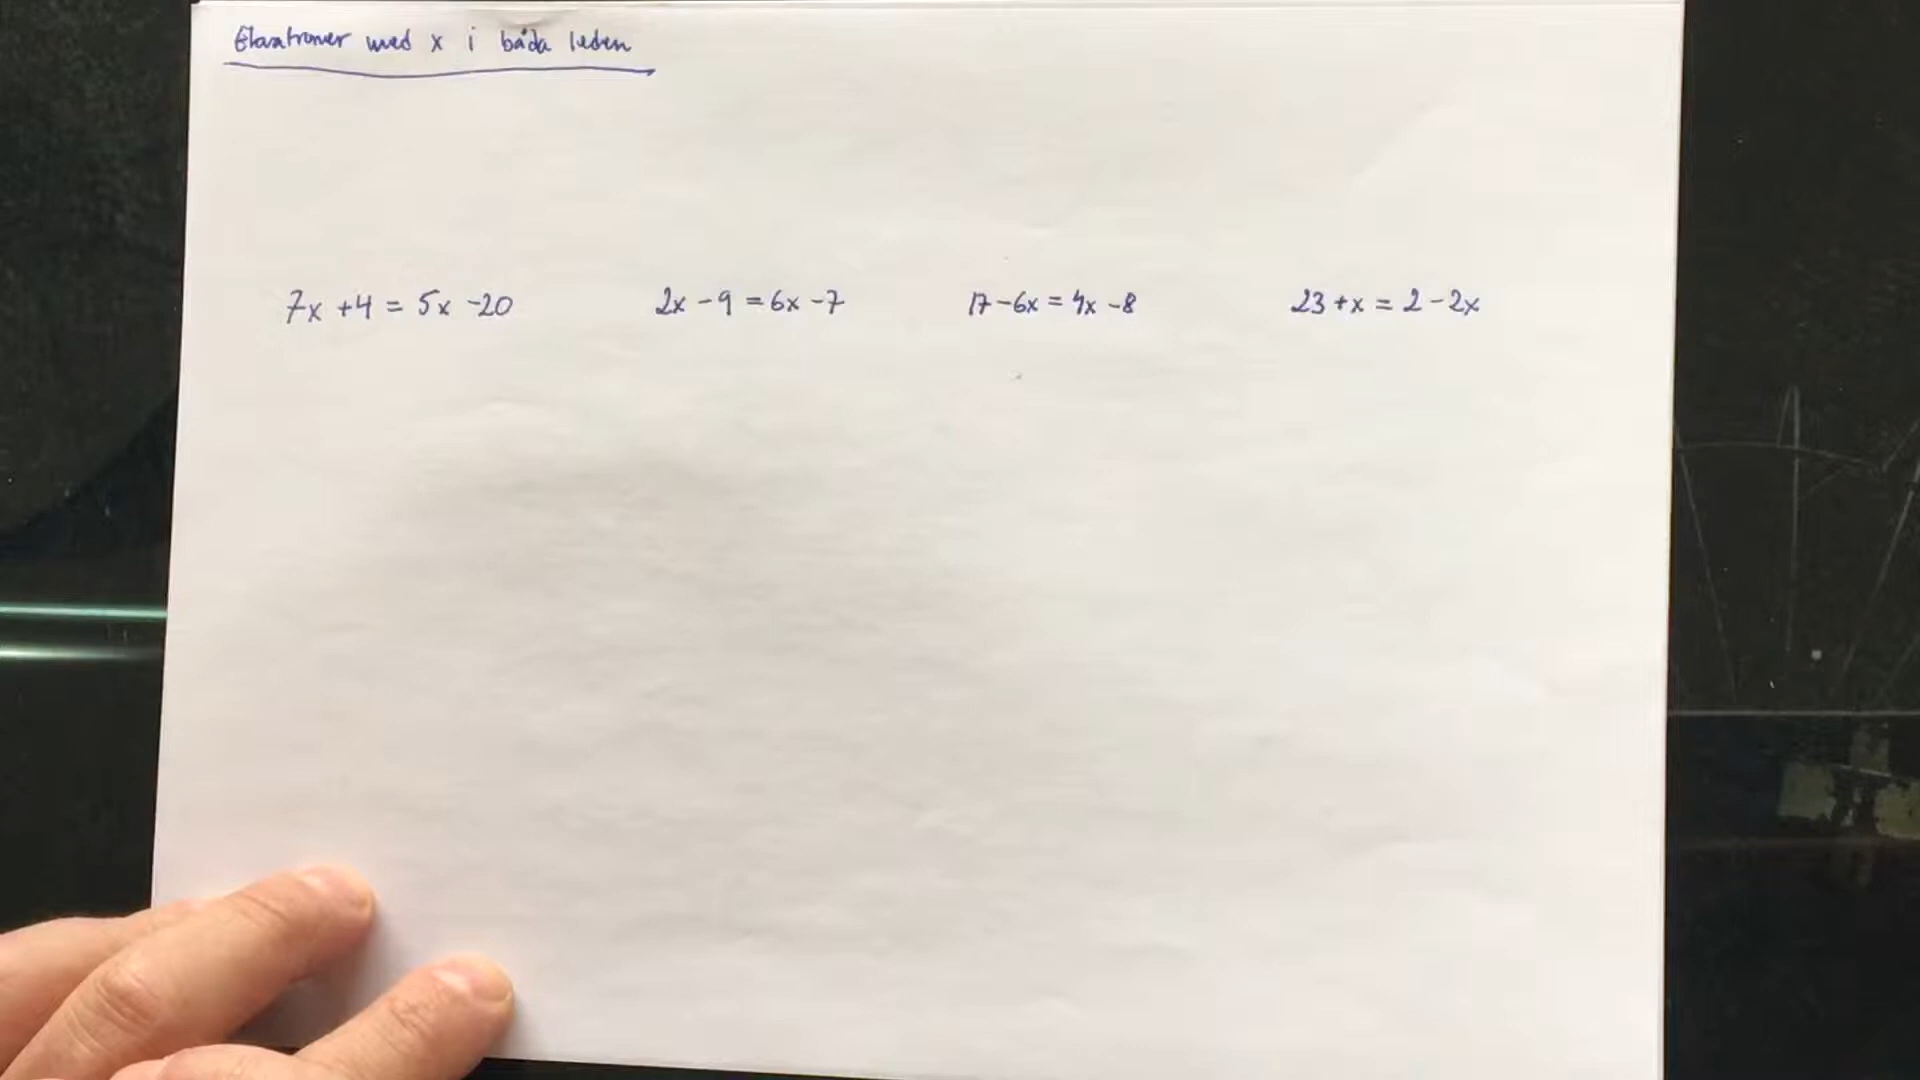 Ekvationer med x i båda leden
7x +4 = 5x -20
2x -9 = 6x -7
17-6x = 4x -8
23 +x = 2 -2x